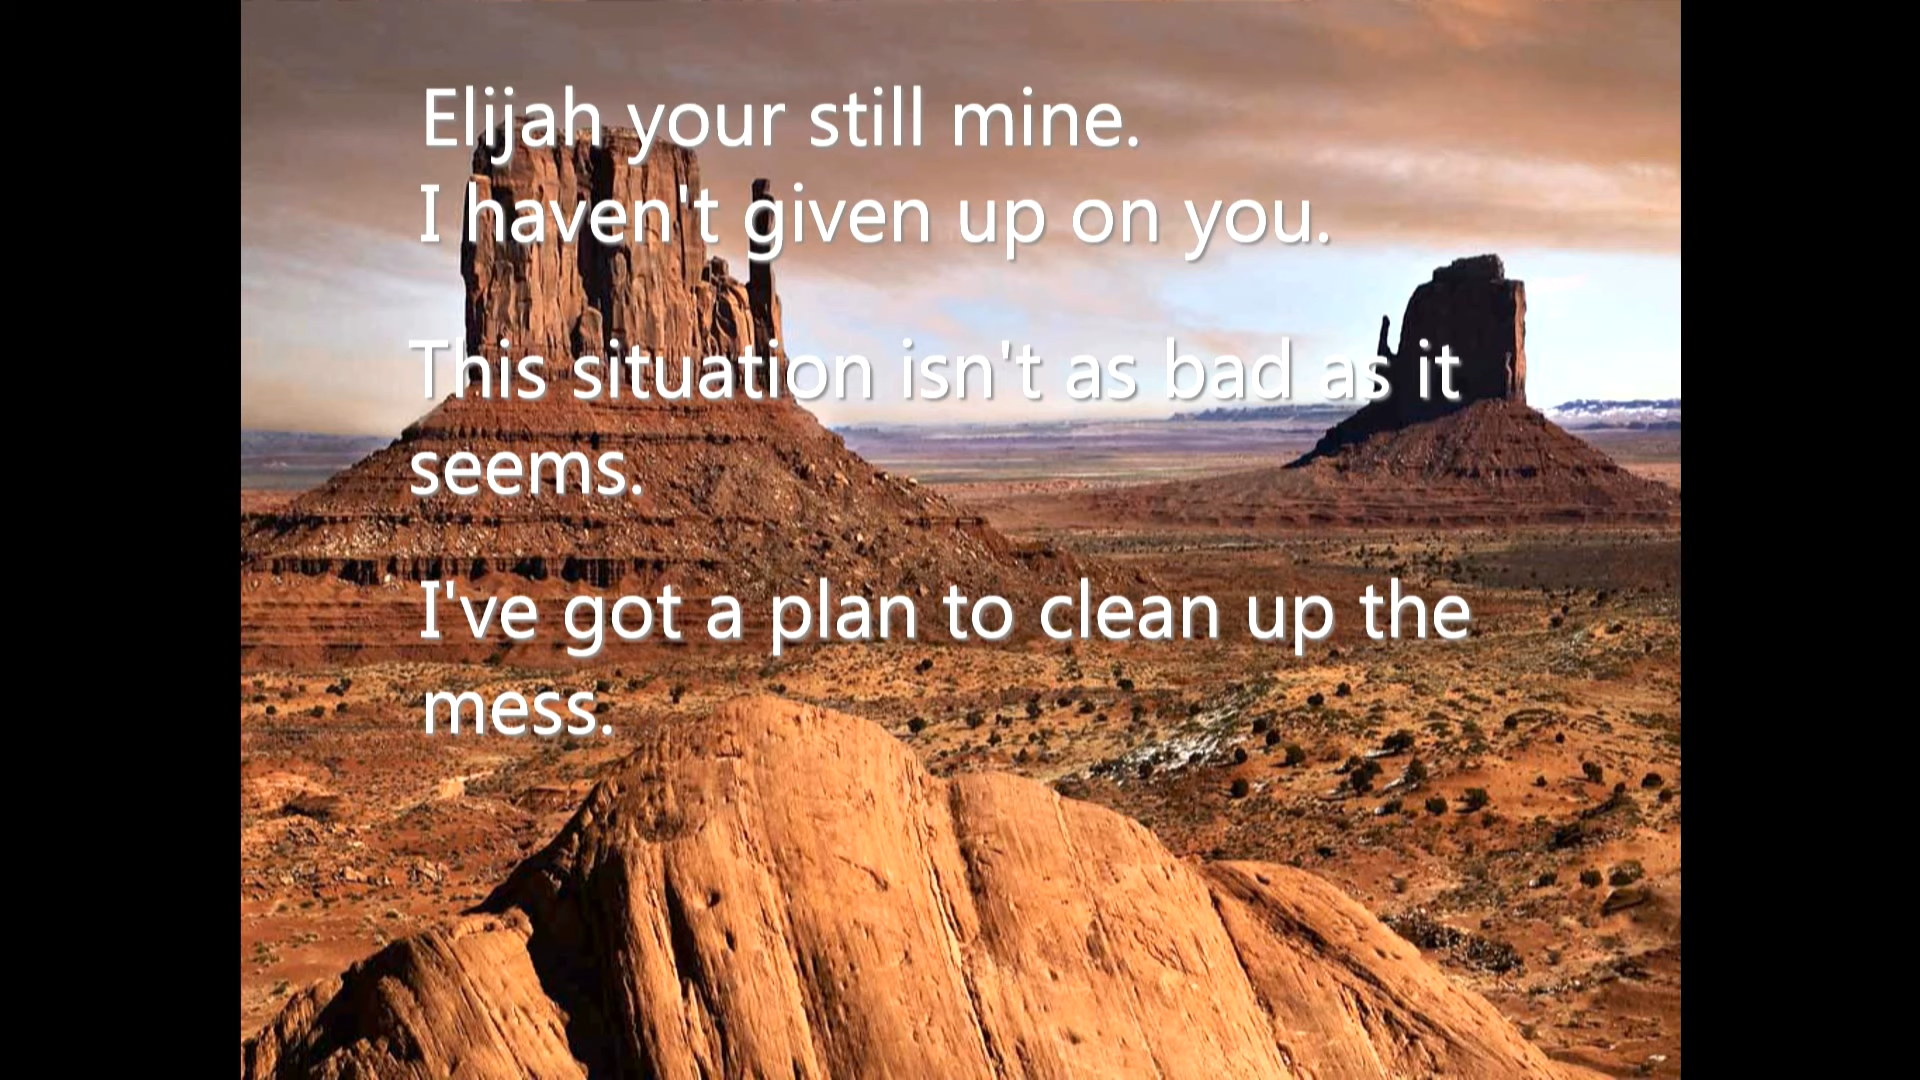 Elijah your still mine.
I haven't given up on you.
This situation isn't as bad as it
seems.
I've got a plan to clean up the
mess.